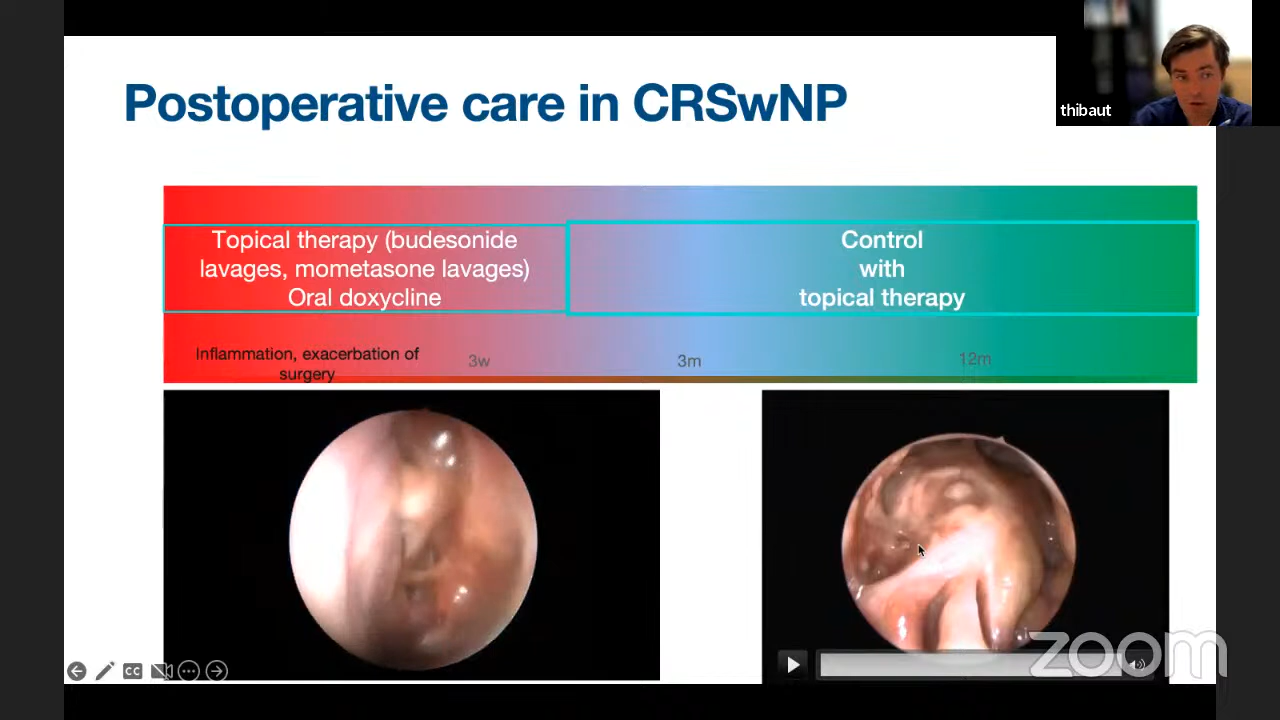 Postoperative care in CRSwNP
thibaut
Topical therapy (budesonide
lavages, mometasone lavages)
Oral doxycline
Control
with
topical therapy
Inflammation, exacerbation of
surgery
3w
3m
12m
CC
zoom